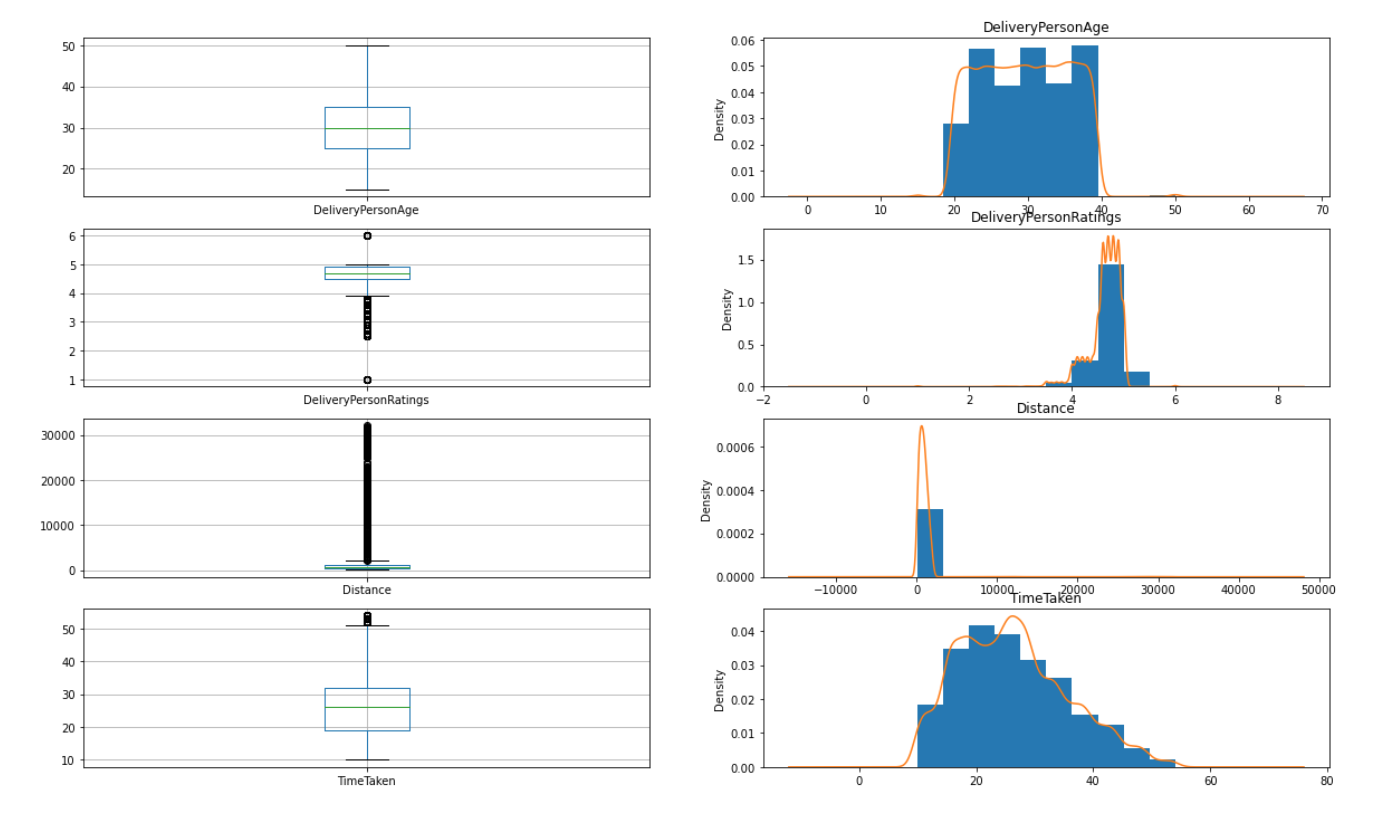 50
40
30
20
DeliveryPersonAge
DeliveryPersonAge
Density
0.06
0.05
0.04
0.03
0.02
0.01
0.00
0 10 20 30 40 50 60 70
6
5
4
3
2
1
DeliveryPersonRatings
DeliveryPersonRatings
Density
1.5
1.0
0.5
0.0
−2 0 2 4 6 8
30000
20000
10000
0
Distance
Distance
Density
0.0006
0.0004
0.0002
0.0000
−10000 0 10000 20000 30000 40000 50000
50
40
30
20
10
TimeTaken
TimeTaken
Density
0.04
0.03
0.02
0.01
0.00
0 20 40 60 80